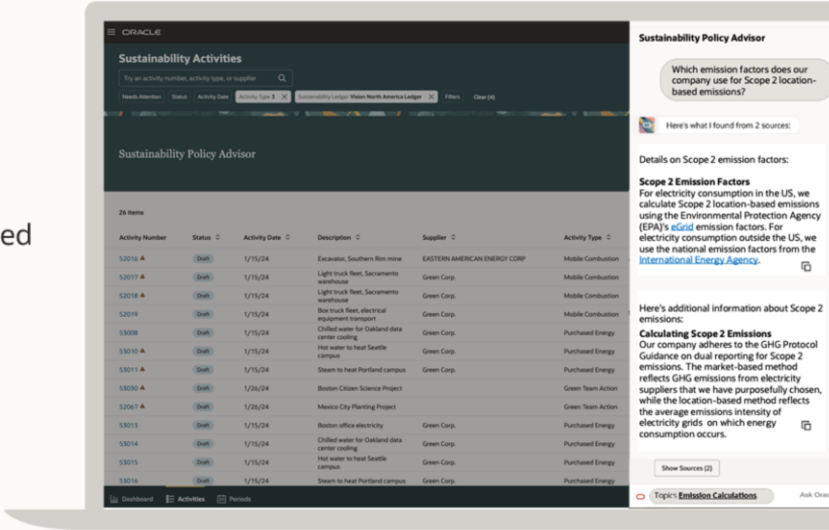 ed
ORACLE
Sustainability Activities
Try an activity number, activity type, or supplier
Needs Attention Status Activity Date Activity Type 3 X Sustainability Ledger Vision North America Ledger X Filters Clear (4)
Sustainability Policy Advisor
26 items
Activity Number Status Activity Date Description Supplier Activity Type
52016 Draft 1/15/24 Excavator, Southern Rim mine EASTERN AMERICAN ENERGY CORP Mobile Combustion
52017 Draft 1/15/24 Light truck fleet, Sacramento warehouse Green Corp. Mobile Combustion
52018 Draft 1/15/24 Light truck fleet, Sacramento warehouse Green Corp. Mobile Combustion
52019 Draft 1/15/24 Box truck fleet, electrical equipment transport Green Corp. Mobile Combustion
53008 Draft 1/15/24 Chilled water for Oakland data center cooling Green Corp. Purchased Energy
53010 Draft 1/15/24 Hot water to heat Seattle campus Green Corp. Purchased Energy
53011 Draft 1/15/24 Steam to heat Portland campus Green Corp. Purchased Energy
53030 Draft 1/26/24 Boston Citizen Science Project Green Team Action
52067 Draft 1/26/24 Mexico City Planting Project Green Team Action
53013 Draft 1/15/24 Boston office electricity Green Corp. Purchased Energy
53014 Draft 1/15/24 Chilled water for Oakland data center cooling Green Corp. Purchased Energy
53015 Draft 1/15/24 Hot water to heat Seattle campus Green Corp. Purchased Energy
53016 Draft 1/15/24 Steam to heat Portland campus Green Corp. Purchased Energy
Dashboard Activities Periods
Sustainability Policy Advisor
Which emission factors does our
company use for Scope 2 location-
based emissions?
Here's what I found from 2 sources:
Details on Scope 2 emission factors:
Scope 2 Emission Factors
For electricity consumption in the US, we
calculate Scope 2 location-based emissions
using the Environmental Protection Agency
(EPA)'s eGrid emission factors. For
electricity consumption outside the US, we
use the national emission factors from the
International Energy Agency.
Here's additional information about Scope 2
emissions:
Calculating Scope 2 Emissions
Our company adheres to the GHG Protocol
Guidance on dual reporting for Scope 2
emissions. The market-based method
reflects GHG emissions from electricity
suppliers that we have purposefully chosen,
while the location-based method reflects
the average emissions intensity of
electricity grids on which energy
consumption occurs.
Show Sources (2)
Topics Emission Calculations Ask Orac